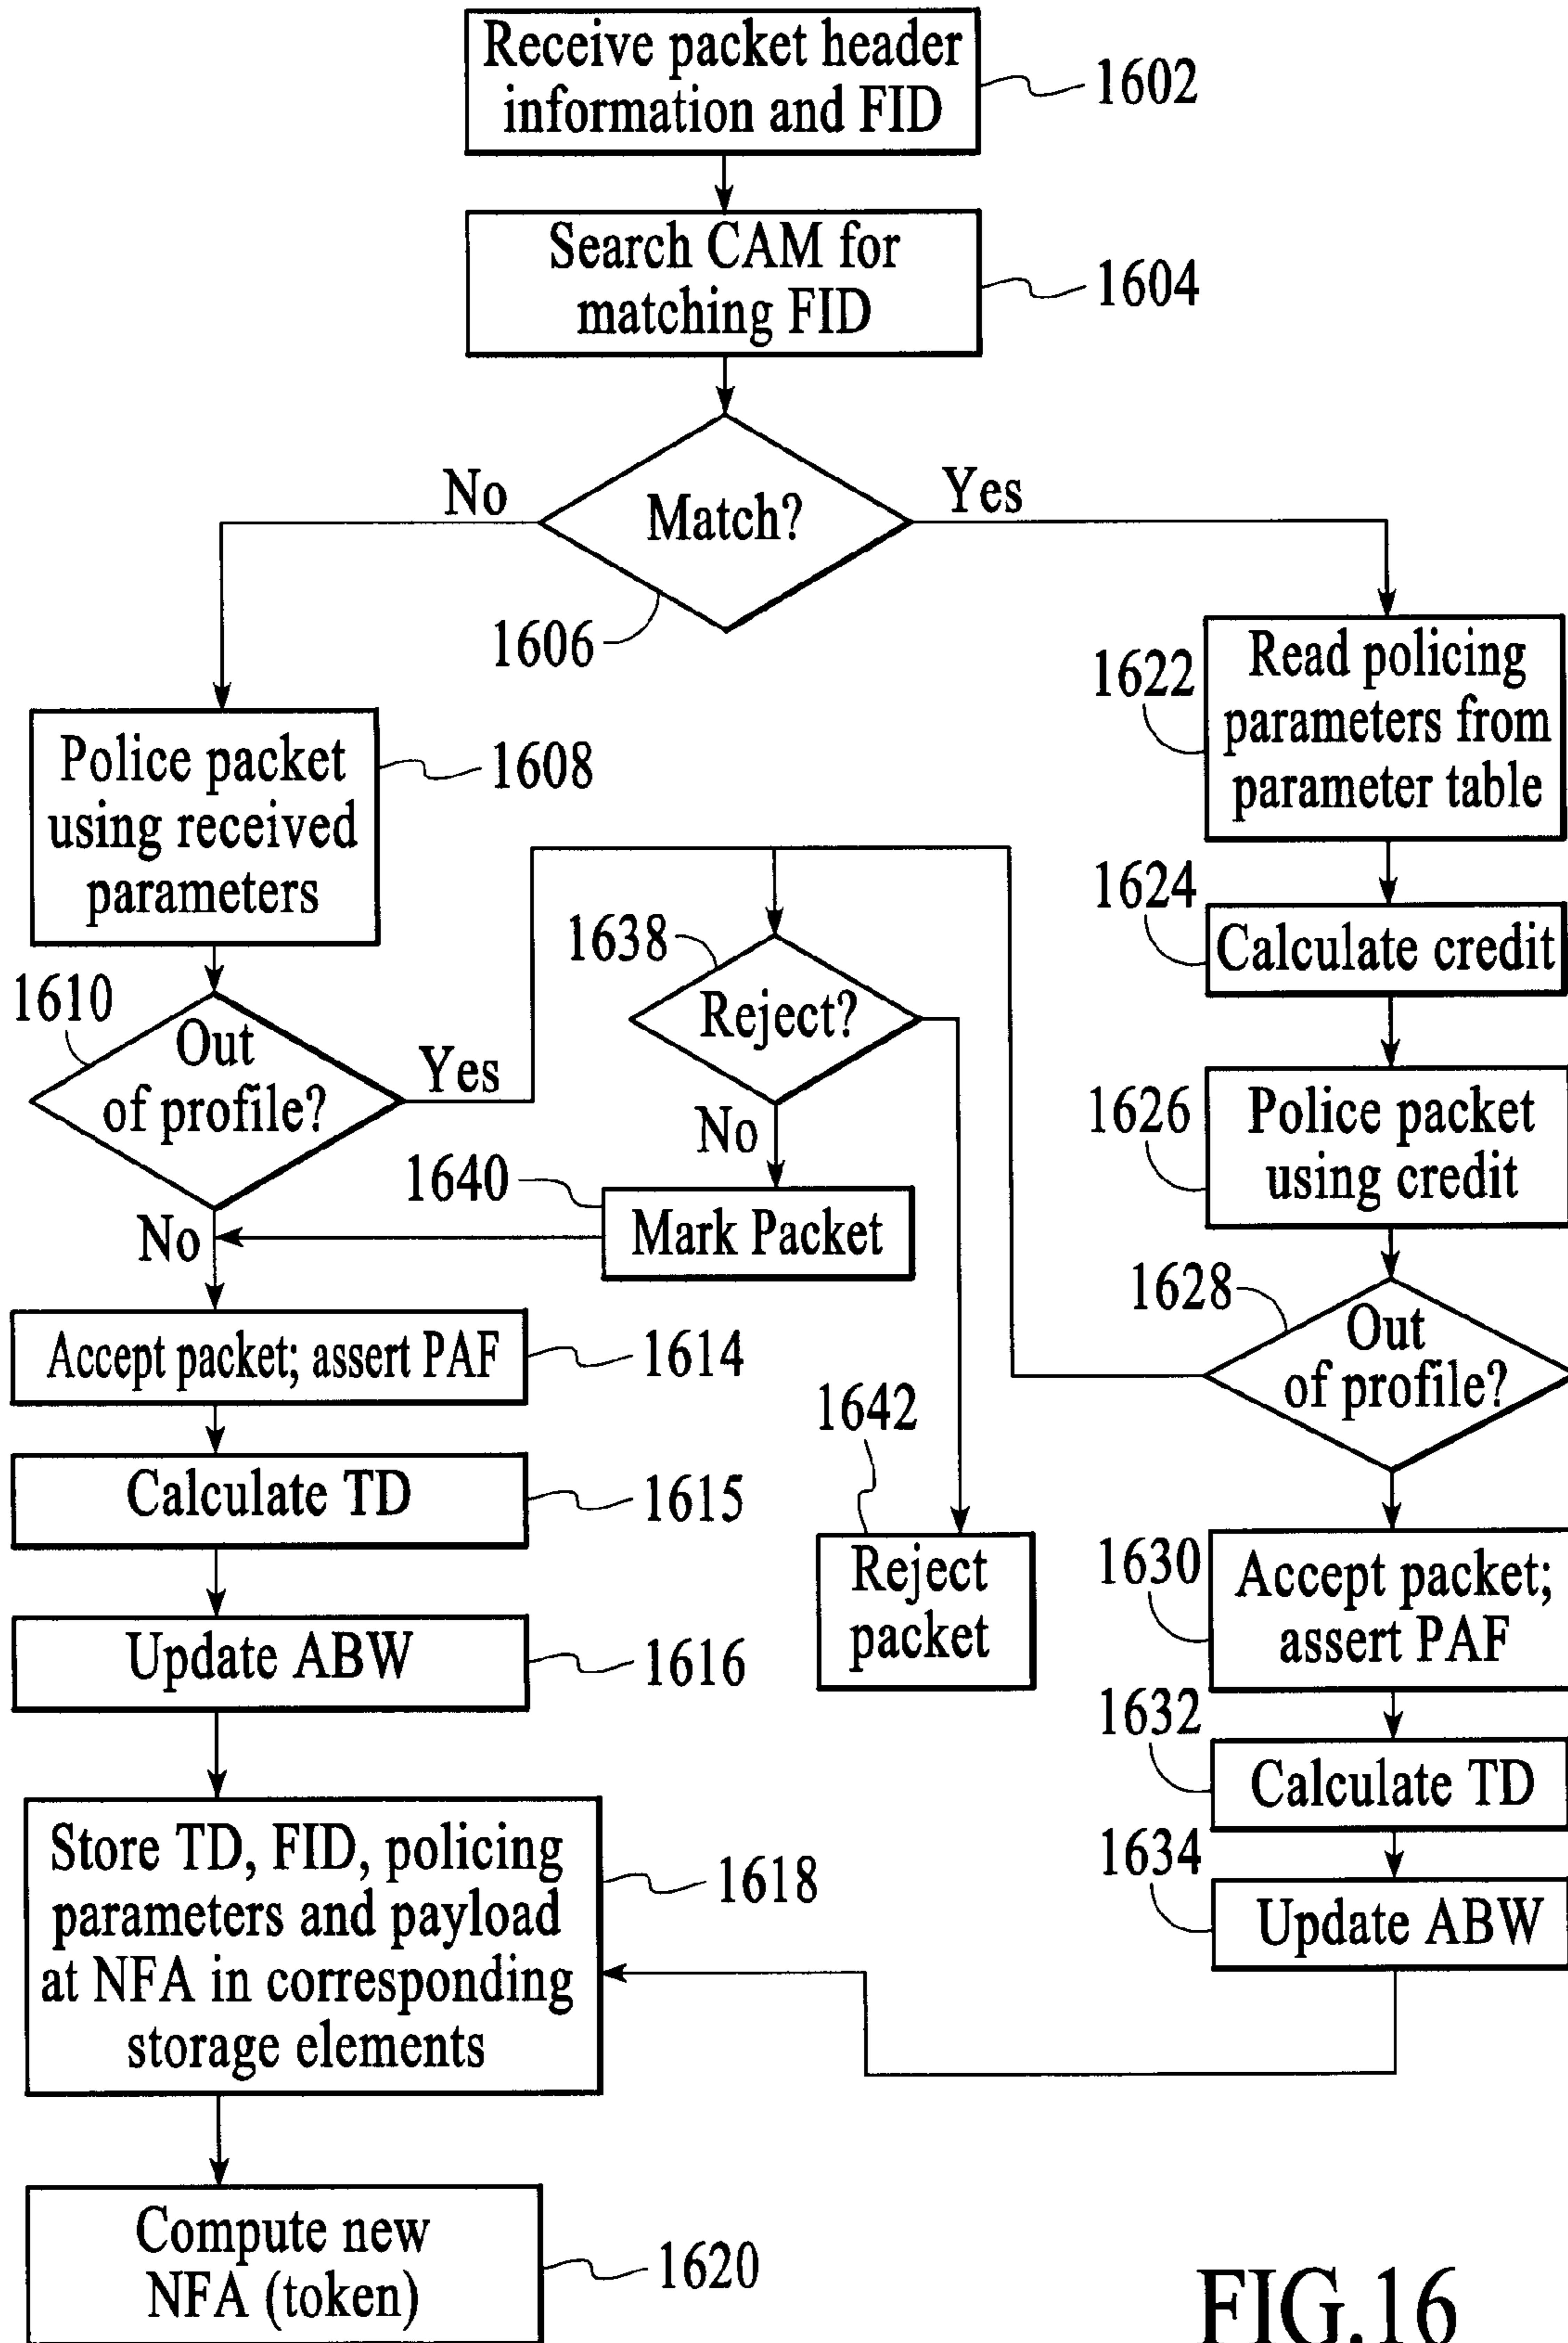 Receive packet header
information and FID
1602
Search CAM for
matching FID
1604
No
Match?
Yes
1606
Police packet
using received
parameters
1608
1622
Read policing
parameters from
parameter table
1624
Calculate credit
1638
Reject?
1610
Out
of profile?
Yes
No
1626
Police packet
using credit
1640
Mark Packet
No
1628
Out
of profile?
Accept packet; assert PAF
1614
1642
Reject
packet
Calculate TD
1615
1630
Accept packet;
assert PAF
Update ABW
1616
1632
Calculate TD
1634
Update ABW
Store TD, FID, policing
parameters and payload
at NFA in corresponding
storage elements
1618
Compute new
NFA (token)
1620
FIG.16